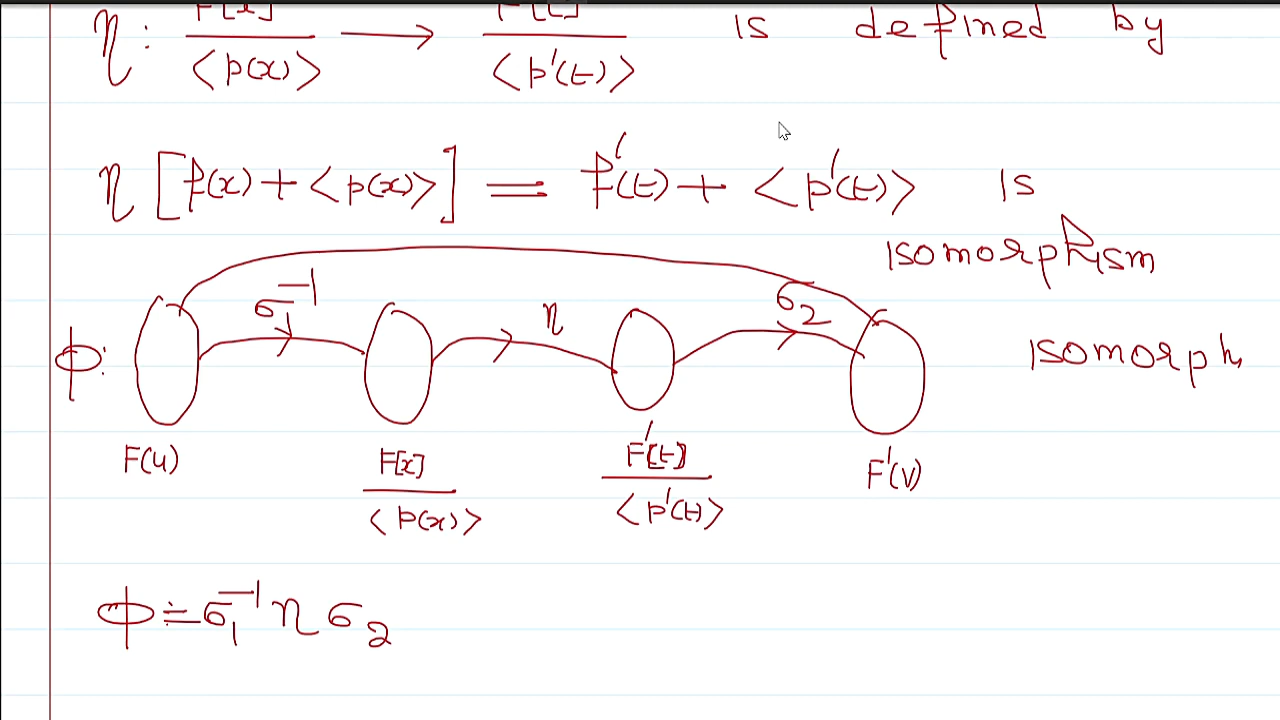 η: F[x]/<p(x)> → F'[t]/<p'(t)> is defined by
η [f(x) + <p(x)>] = f'(t) + <p'(t)> is
isomorphism
σ₁⁻¹ η σ₂
φ: isomorph
F(u) F[x]/<p(x)> F'[t]/<p'(t)> F'(v)
φ = σ₁⁻¹ η σ₂